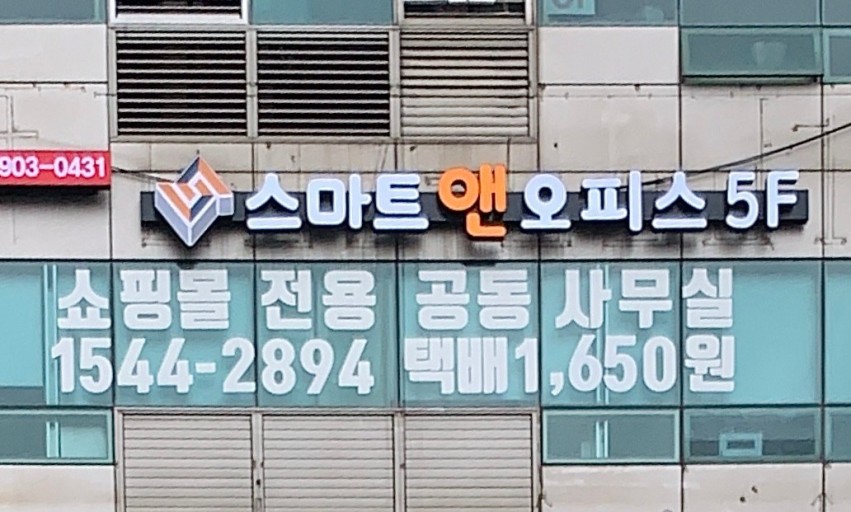 903-0431
스마트앤오피스 5F
쇼핑몰 전용 공동 사무실
1544-2894 택배1,650원